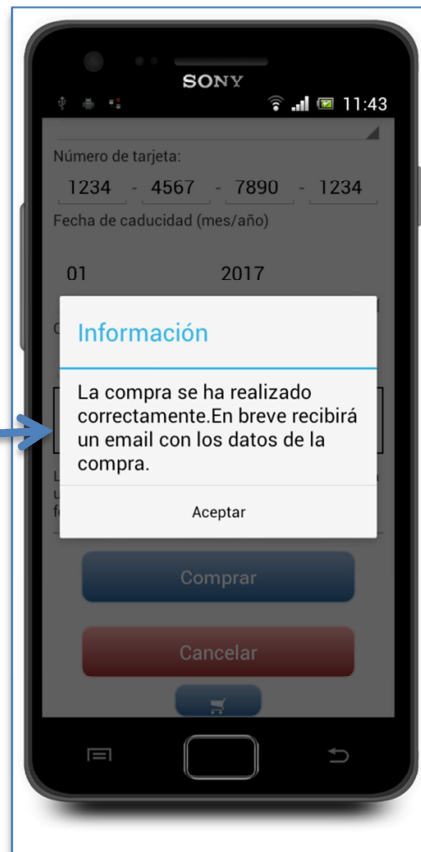 SONY
11:43
Número de tarjeta:
1234 - 4567 - 7890 - 1234
Fecha de caducidad (mes/año)
01 2017
Información
La compra se ha realizado
correctamente.En breve recibirá
un email con los datos de la
compra.
Aceptar
Comprar
Cancelar